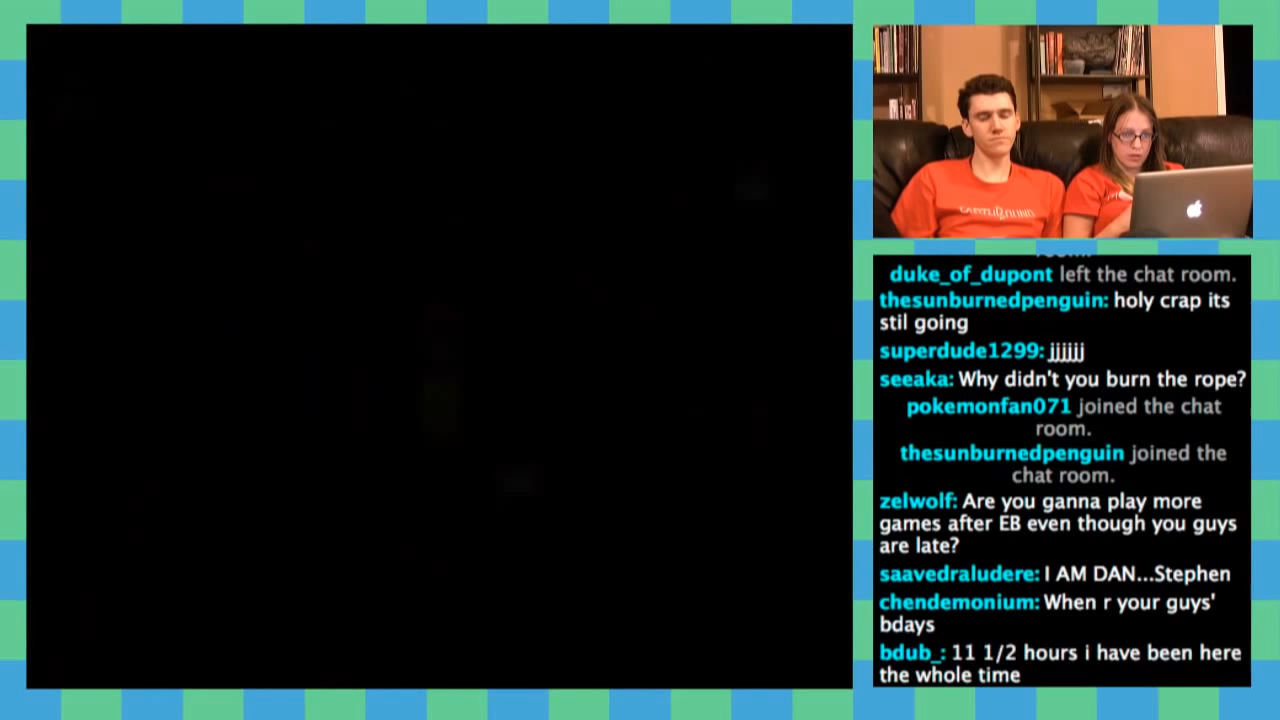 EARTHBOUND
duke_of_dupont left the chat room.
thesunburnedpenguin: holy crap its
stil going
superdude1299: jjjjjj
seeaka: Why didn't you burn the rope?
pokemonfan071 joined the chat
room.
thesunburnedpenguin joined the
chat room.
zelwolf: Are you ganna play more
games after EB even though you guys
are late?
saavedraludere: I AM DAN...Stephen
chendemonium: When r your guys'
bdays
bdub_: 11 1/2 hours i have been here
the whole time